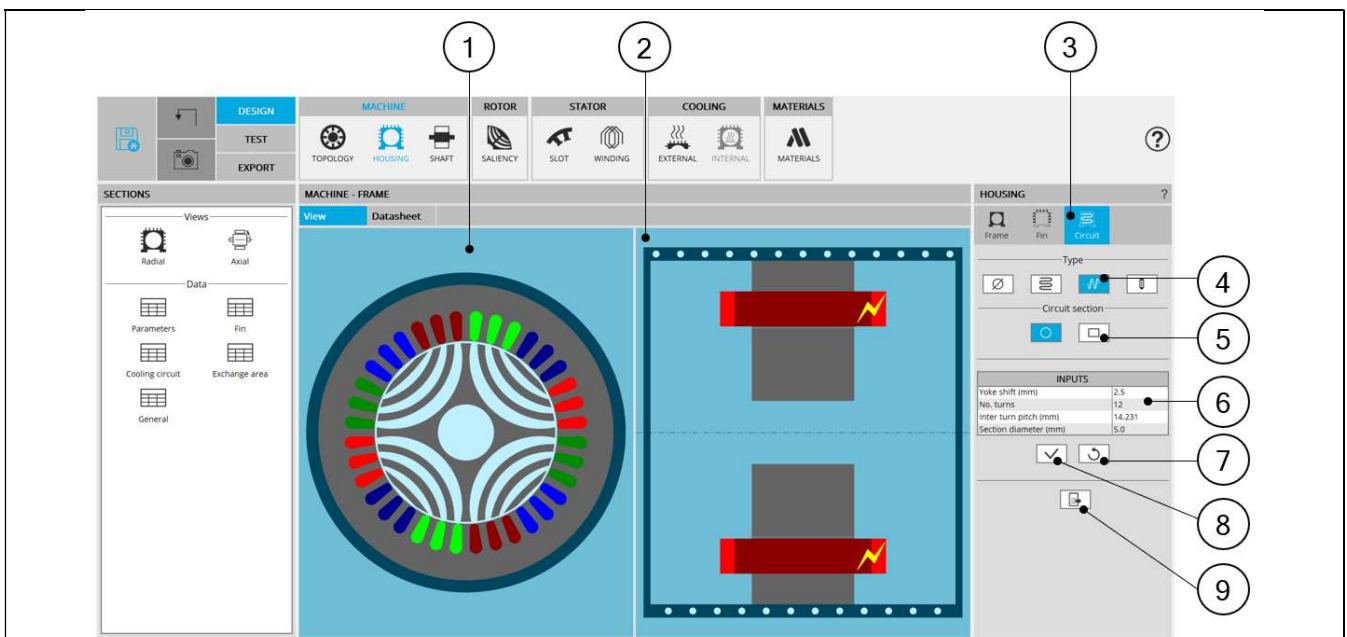 1
2
3
DESIGN
TEST
EXPORT
MACHINE
TOPOLOGY
HOUSING
SHAFT
ROTOR
SALIENCY
STATOR
SLOT
WINDING
COOLING
EXTERNAL
INTERNAL
MATERIALS
MATERIALS
?
SECTIONS
Views
Radial
Axial
Data
Parameters
Fin
Cooling circuit
Exchange area
General
MACHINE - FRAME
View
Datasheet
HOUSING
?
Frame
Fin
Circuit
Type
4
Circuit section
5
INPUTS
Yoke shift (mm) 2.5
No. turns 12
Inter turn pitch (mm) 14.231
Section diameter (mm) 5.0
6
7
8
9